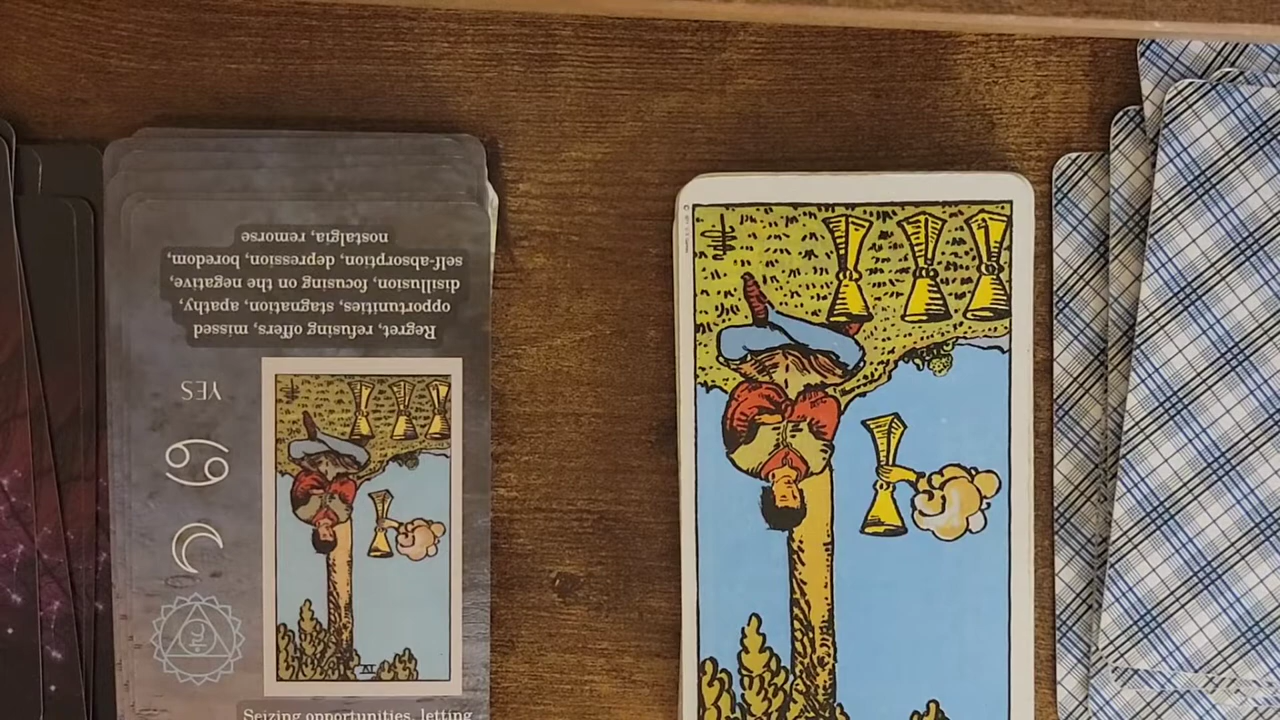 Regret, refusing offers, missed
opportunities, stagnation, apathy,
disillusion, focusing on the negative,
self-absorption, depression, boredom,
nostalgia, remorse
YES
IV
Seizing opportunities, letting